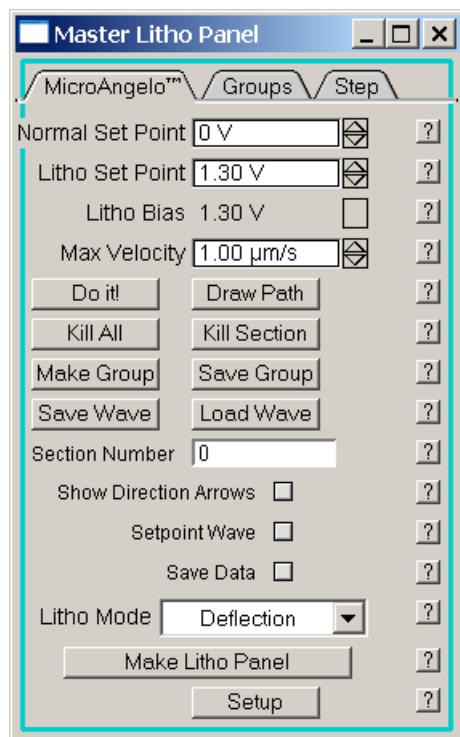 Master Litho Panel
MicroAngelo™ Groups Step
Normal Set Point 0 V ?
Litho Set Point 1.30 V ?
Litho Bias 1.30 V ?
Max Velocity 1.00 µm/s ?
Do it! Draw Path ?
Kill All Kill Section ?
Make Group Save Group ?
Save Wave Load Wave ?
Section Number 0 ?
Show Direction Arrows ?
Setpoint Wave ?
Save Data ?
Litho Mode Deflection ?
Make Litho Panel ?
Setup ?